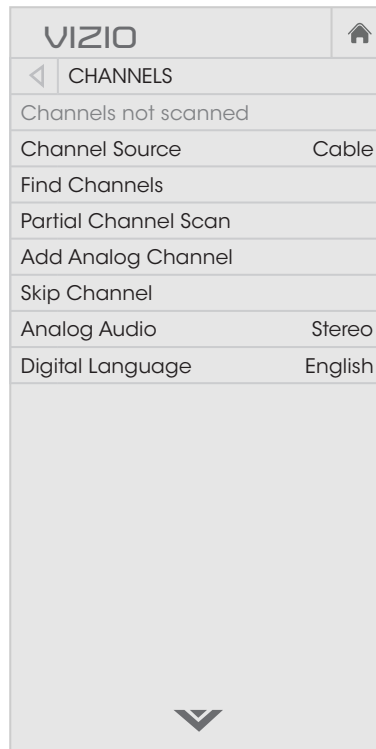 VIZIO
CHANNELS
Channels not scanned
Channel Source Cable
Find Channels
Partial Channel Scan
Add Analog Channel
Skip Channel
Analog Audio Stereo
Digital Language English